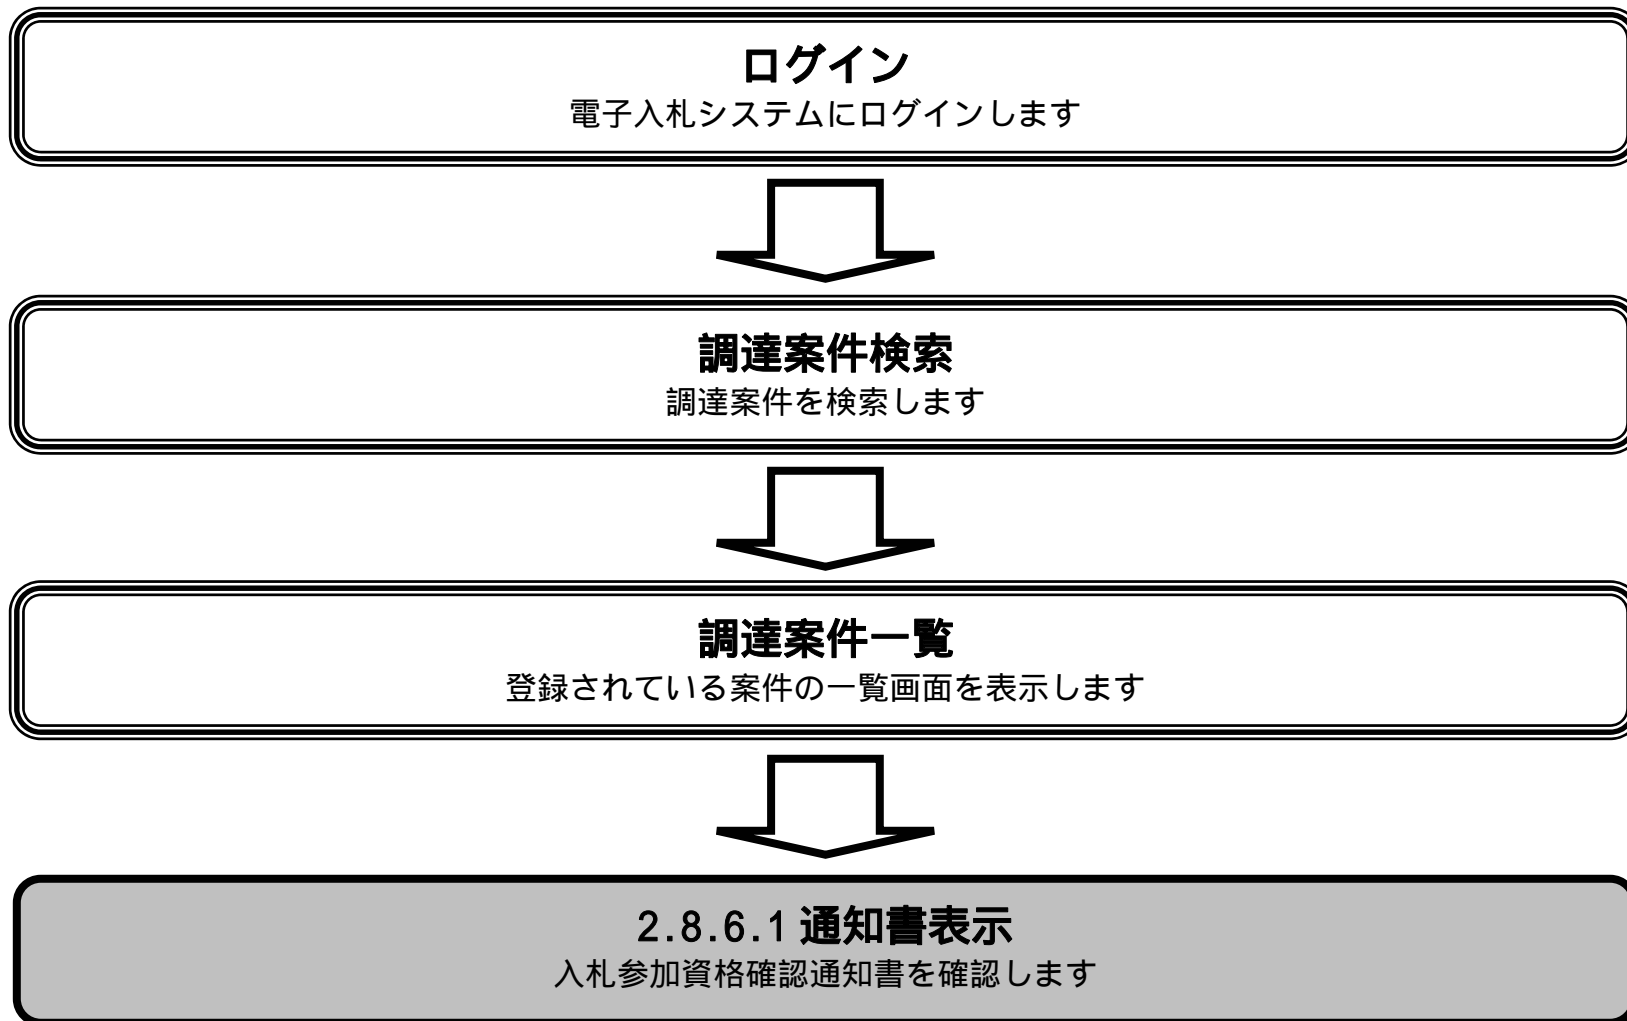 ログイン
電子入札システムにログインします
調達案件検索
調達案件を検索します
調達案件一覧
登録されている案件の一覧画面を表示します
2.8.6.1 通知書表示
入札参加資格確認通知書を確認します